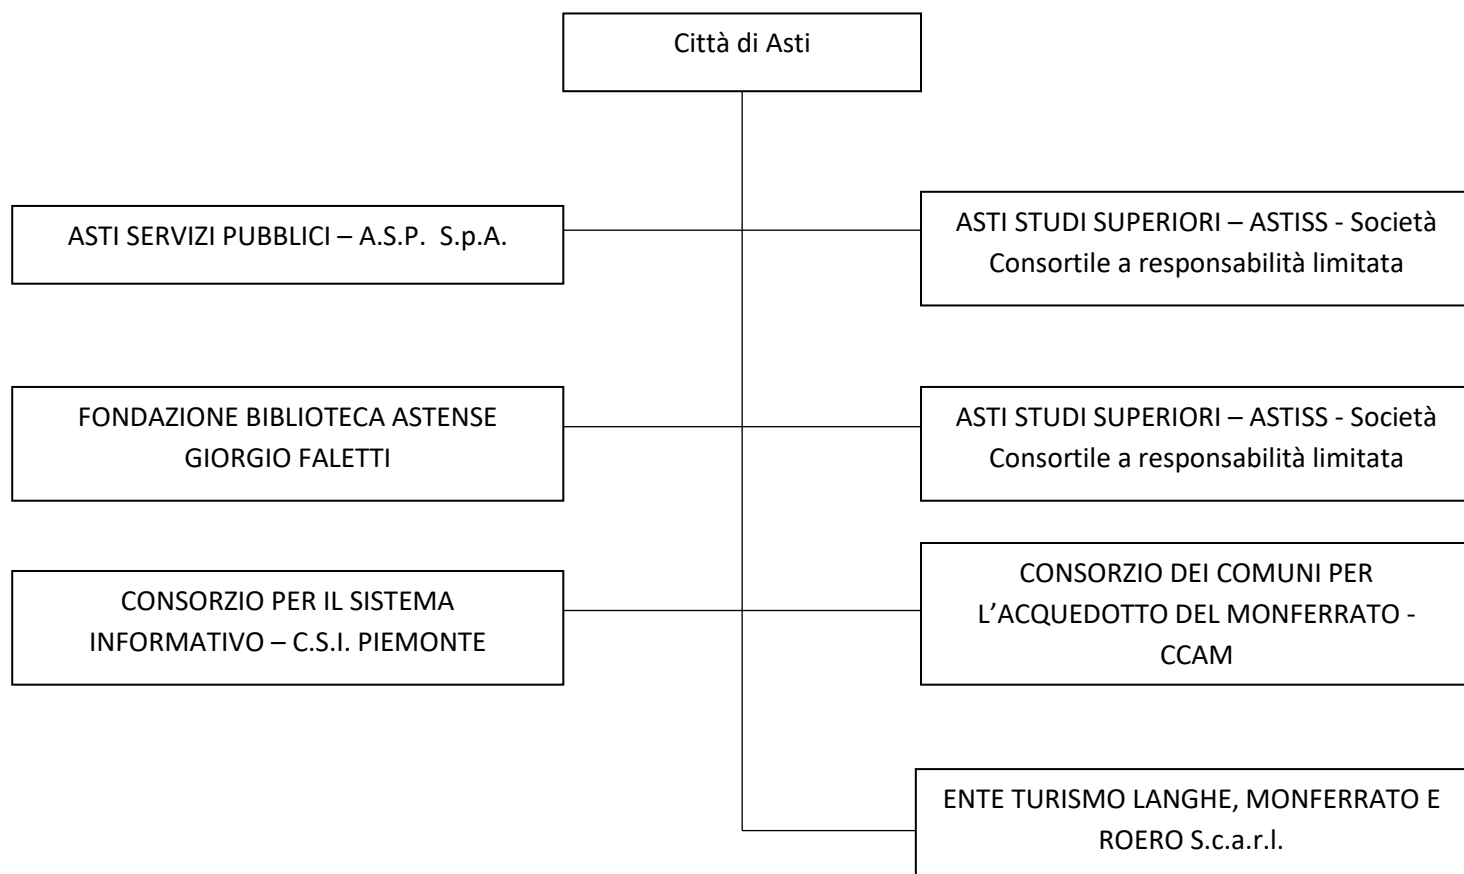 Città di Asti
ASTI SERVIZI PUBBLICI – A.S.P. S.p.A.
ASTI STUDI SUPERIORI – ASTISS - Società
Consortile a responsabilità limitata
FONDAZIONE BIBLIOTECA ASTENSE
GIORGIO FALETTI
ASTI STUDI SUPERIORI – ASTISS - Società
Consortile a responsabilità limitata
CONSORZIO PER IL SISTEMA
INFORMATIVO – C.S.I. PIEMONTE
CONSORZIO DEI COMUNI PER
L’ACQUEDOTTO DEL MONFERRATO -
CCAM
ENTE TURISMO LANGHE, MONFERRATO E
ROERO S.c.a.r.l.